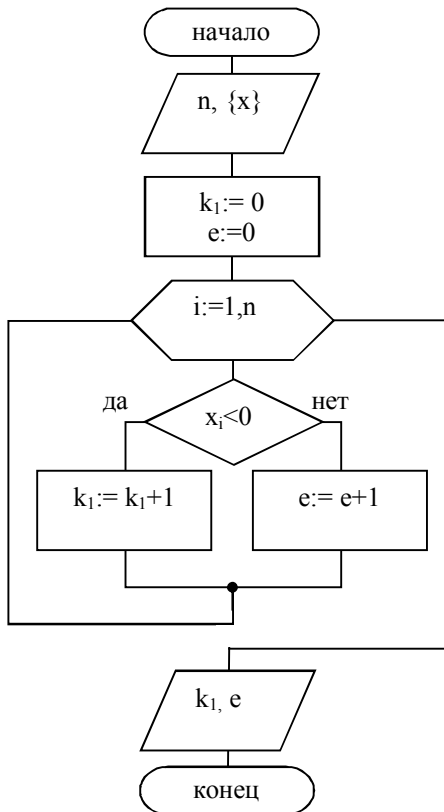 начало
n, {x}
k₁:= 0
e:=0
i:=1,n
да
xᵢ<0
нет
k₁:= k₁+1
e:= e+1
k₁, e
конец